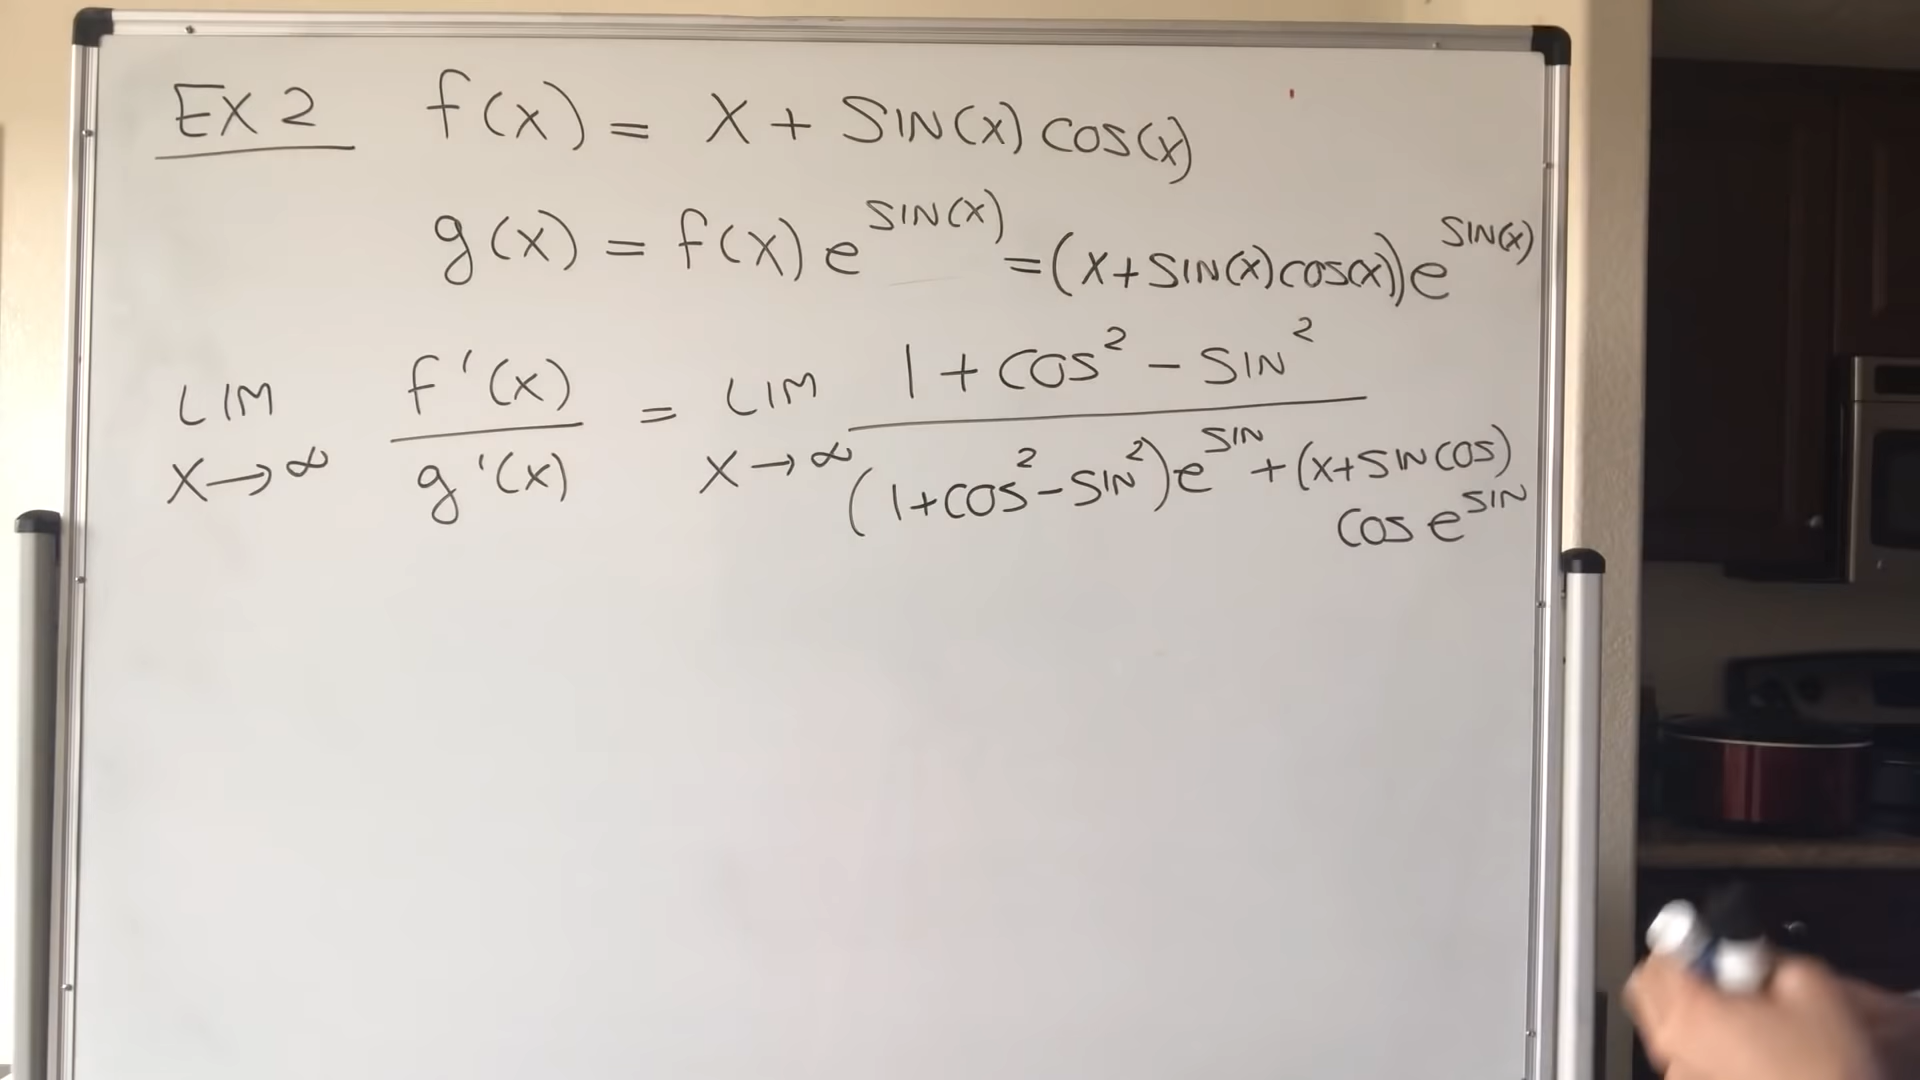 EX 2 f(x) = x + SIN(x) COS(x)
g(x) = f(x) e^SIN(x) = (x+SIN(x)COS(x)) e^SIN(x)
LIM x→∞ f'(x) / g'(x) = LIM x→∞ 1 + COS² - SIN² / (1+COS²-SIN²)e^SIN + (x+SIN COS)
COS e^SIN